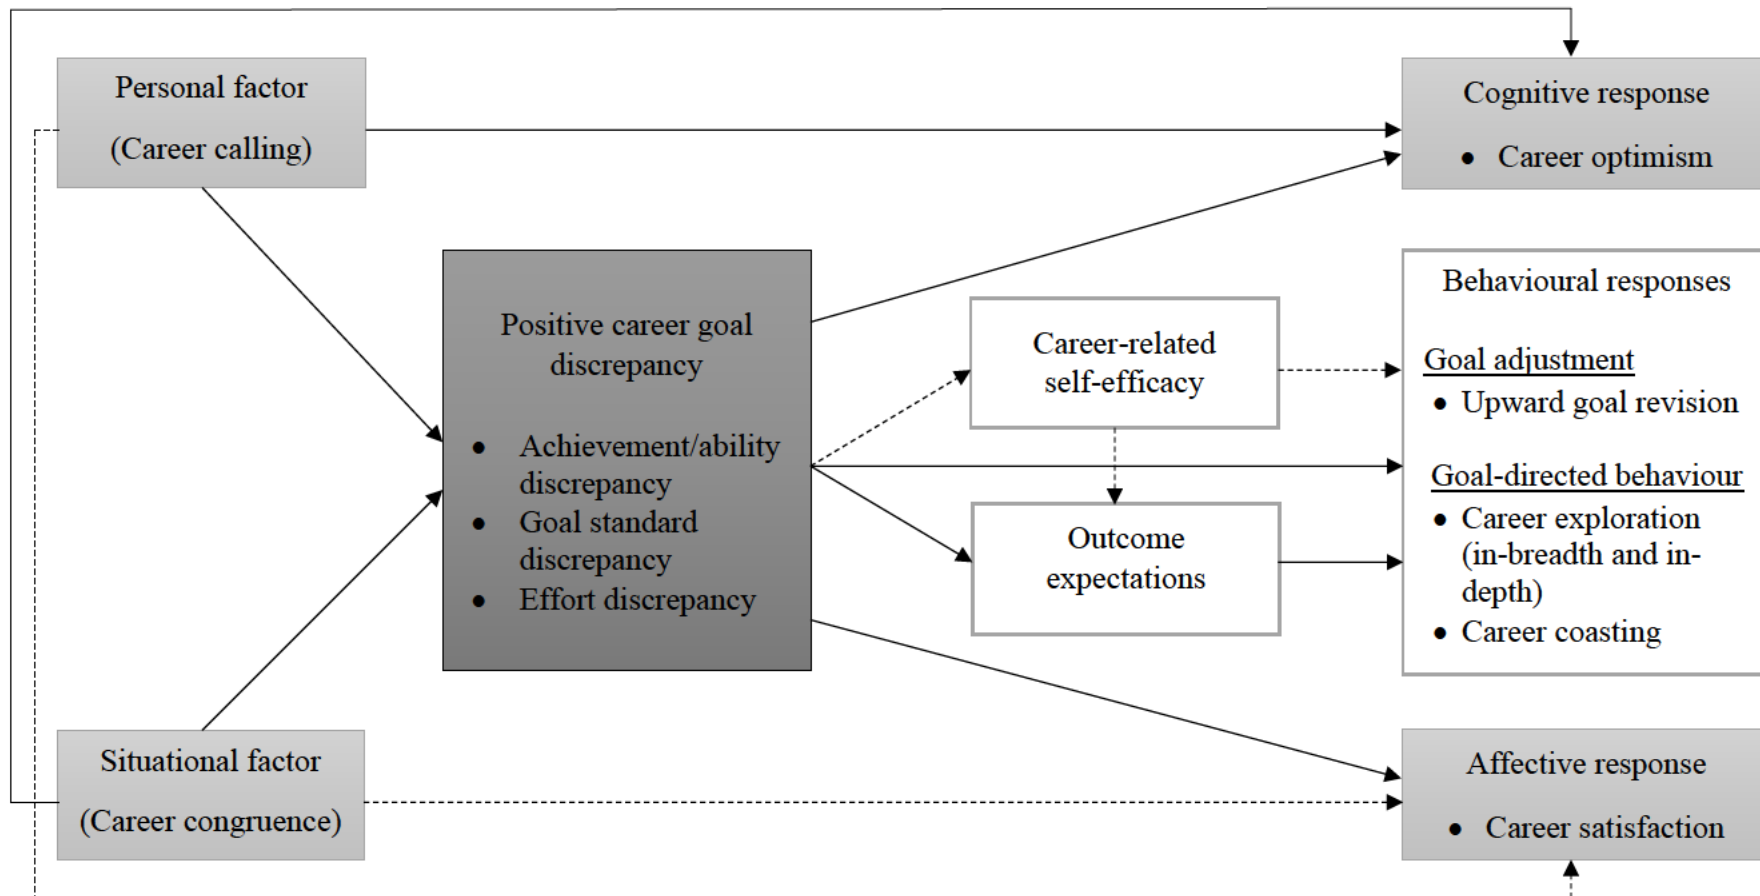 Personal factor
(Career calling)
Cognitive response
● Career optimism
Positive career goal
discrepancy
● Achievement/ability
discrepancy
● Goal standard
discrepancy
● Effort discrepancy
Career-related
self-efficacy
Outcome
expectations
Behavioural responses
Goal adjustment
● Upward goal revision
Goal-directed behaviour
● Career exploration
(in-breadth and in-
depth)
● Career coasting
Situational factor
(Career congruence)
Affective response
● Career satisfaction